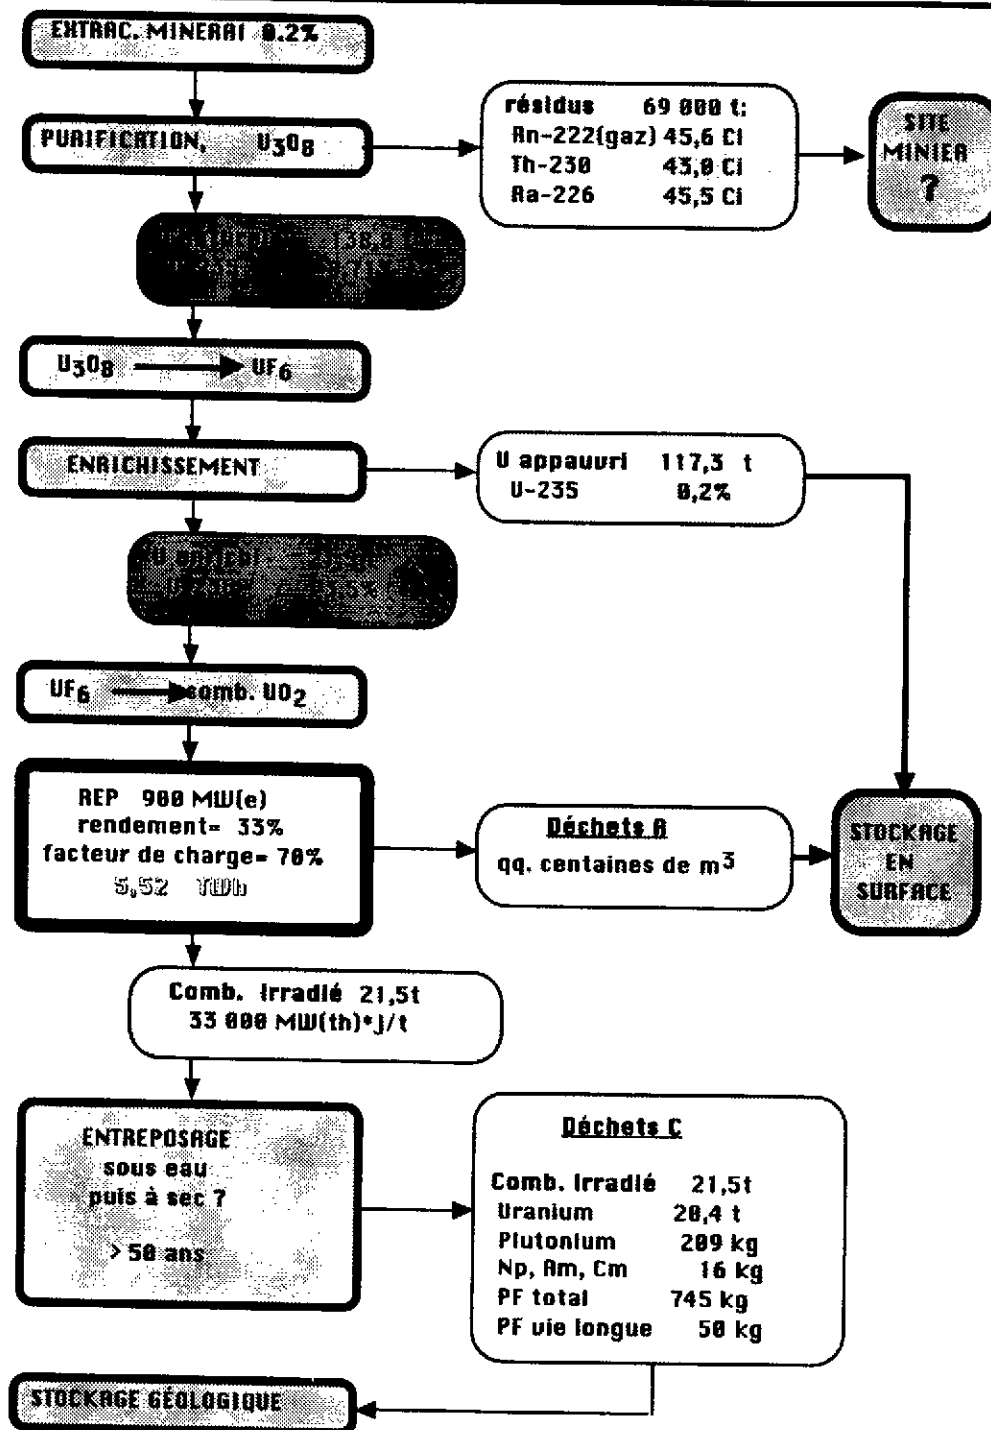 EXTRAC. MINERAI 0.2%
PURIFICATION, U3O8
résidus 69 000 t:
Rn-222(gaz) 45,6 Ci
Th-230 43,0 Ci
Ra-226 45,5 Ci
SITE
MINIER
?
U3O8 UF6
ENRICHISSEMENT
U appauvri 117,3 t
U-235 0,2%
U enrichi
UF6 comb. UO2
REP 900 MW(e)
rendement= 33%
facteur de charge= 70%
5,52 TWh
Déchets A
qq. centaines de m3
STOCKAGE
EN
SURFACE
Comb. irradié 21,5t
33 000 MW(th)*j/t
ENTREPOSAGE
sous eau
puis à sec ?
> 50 ans
Déchets C
Comb. irradié 21,5t
Uranium 20,4 t
Plutonium 209 kg
Np, Am, Cm 16 kg
PF total 745 kg
PF vie longue 50 kg
STOCKAGE GÉOLOGIQUE